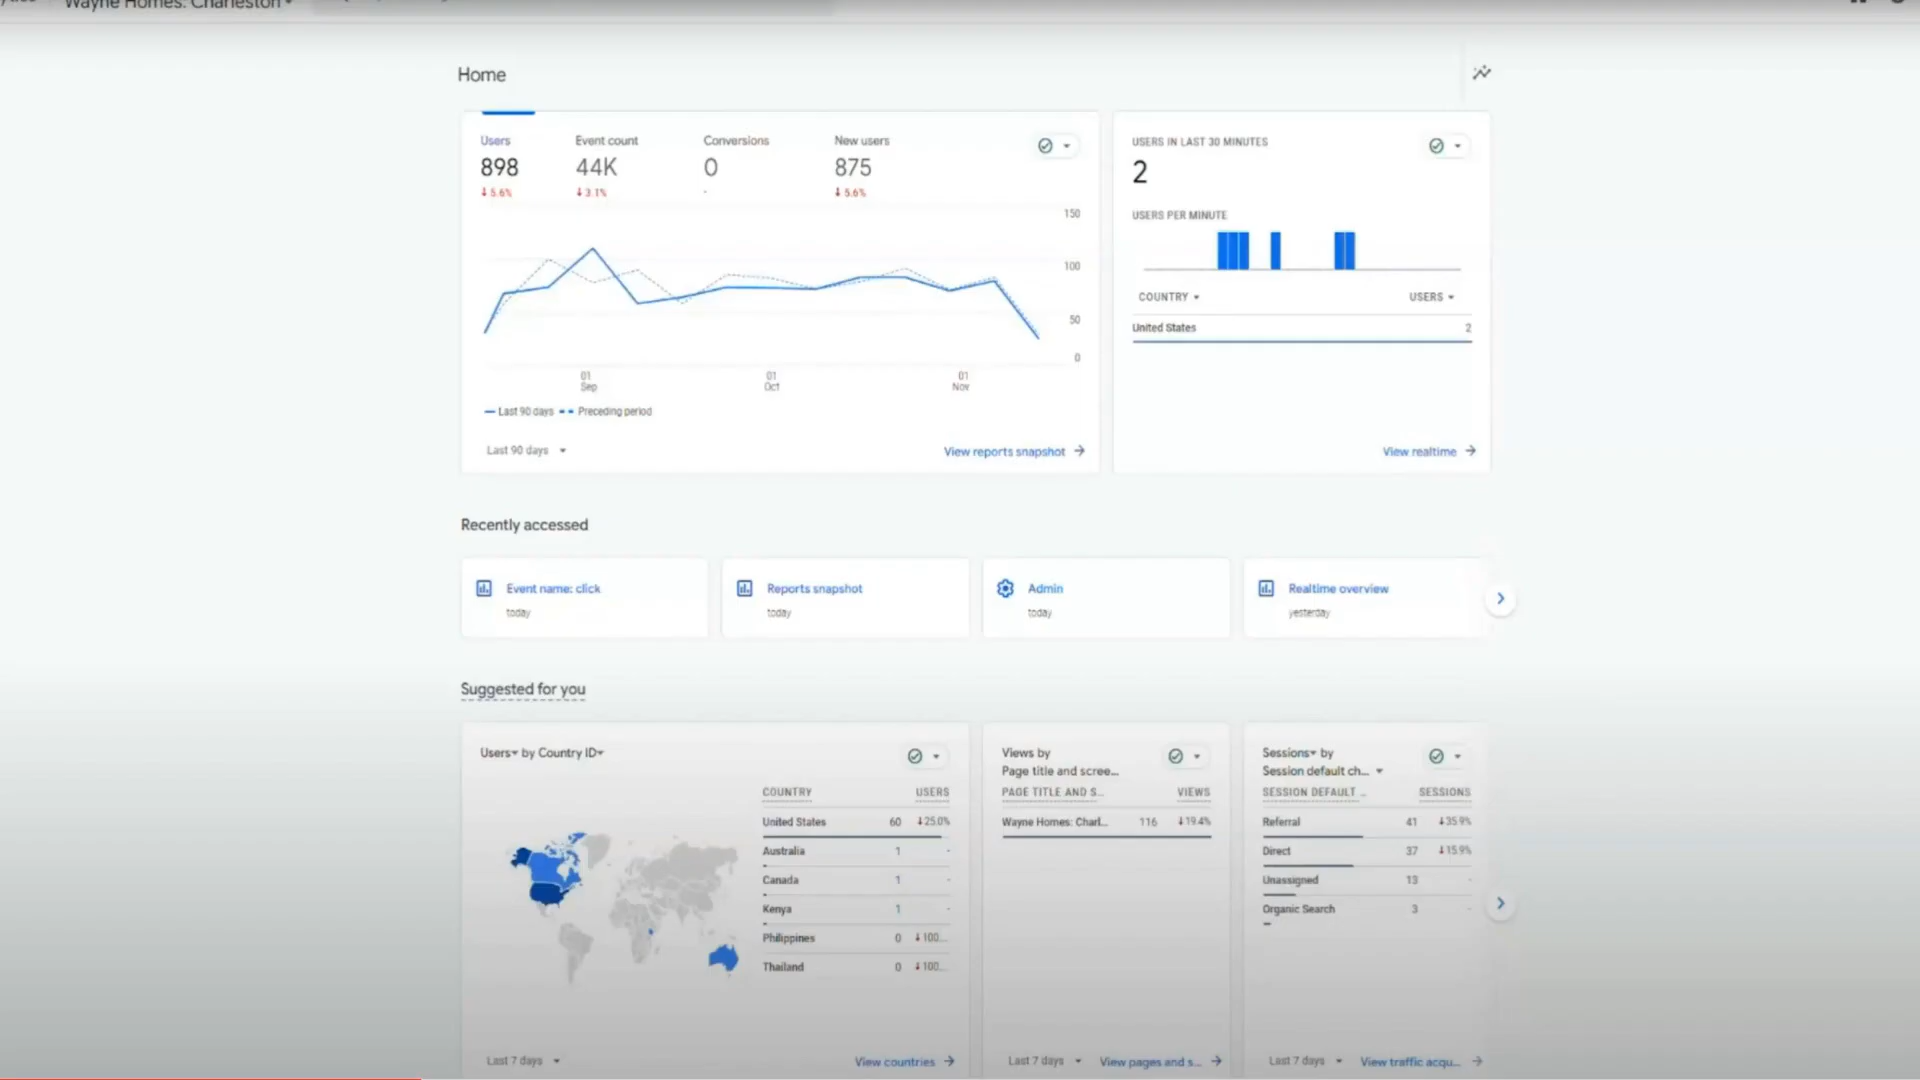 Wayne Homes: Charleston
Home
Users
898
5.6%
Event count
44K
3.1%
Conversions
0
-
New users
875
5.6%
150
100
50
0
01
Sep
01
Oct
01
Nov
Last 90 days
Preceding period
Last 90 days
View reports snapshot
USERS IN LAST 30 MINUTES
2
USERS PER MINUTE
COUNTRY
USERS
United States
2
View realtime
Recently accessed
Event name: click
today
Reports snapshot
today
Admin
today
Realtime overview
yesterday
Suggested for you
Users by Country ID
COUNTRY USERS
United States 60 25.0%
Australia 1 -
Canada 1 -
Kenya 1 -
Philippines 0 100...
Thailand 0 100...
Last 7 days
View countries
Views by
Page title and scree...
PAGE TITLE AND S... VIEWS
Wayne Homes: Charl... 116 19.4%
Last 7 days
View pages and s...
Sessions by
Session default ch...
SESSION DEFAULT ... SESSIONS
Referral 41 35.9%
Direct 37 15.9%
Unassigned 13 -
Organic Search 3 -
Last 7 days
View traffic acqu...